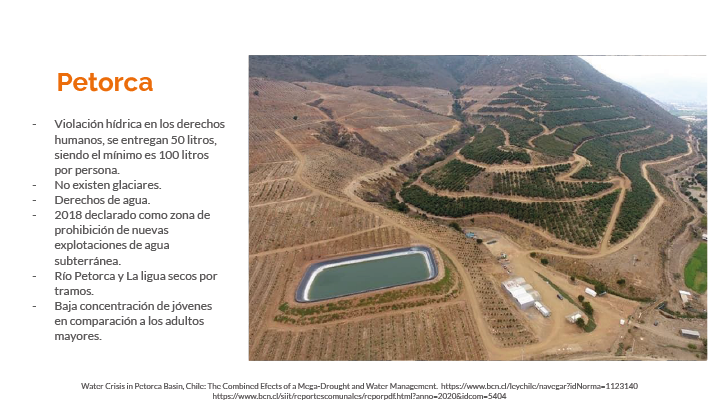 Petorca
- Violación hídrica en los derechos
humanos, se entregan 50 litros,
siendo el mínimo es 100 litros
por persona.
- No existen glaciares.
- Derechos de agua.
- 2018 declarado como zona de
prohibición de nuevas
explotaciones de agua
subterránea.
- Río Petorca y La ligua secos por
tramos.
- Baja concentración de jóvenes
en comparación a los adultos
mayores.
Water Crisis in Petorca Basin, Chile: The Combined Efects of a Mega-Drought and Water Management. https://www.bcn.cl/leychile/navegar?idNorma=1123140
https://www.bcn.cl/siit/reportescomunales/reporpdf.html?anno=2020&idcom=5404